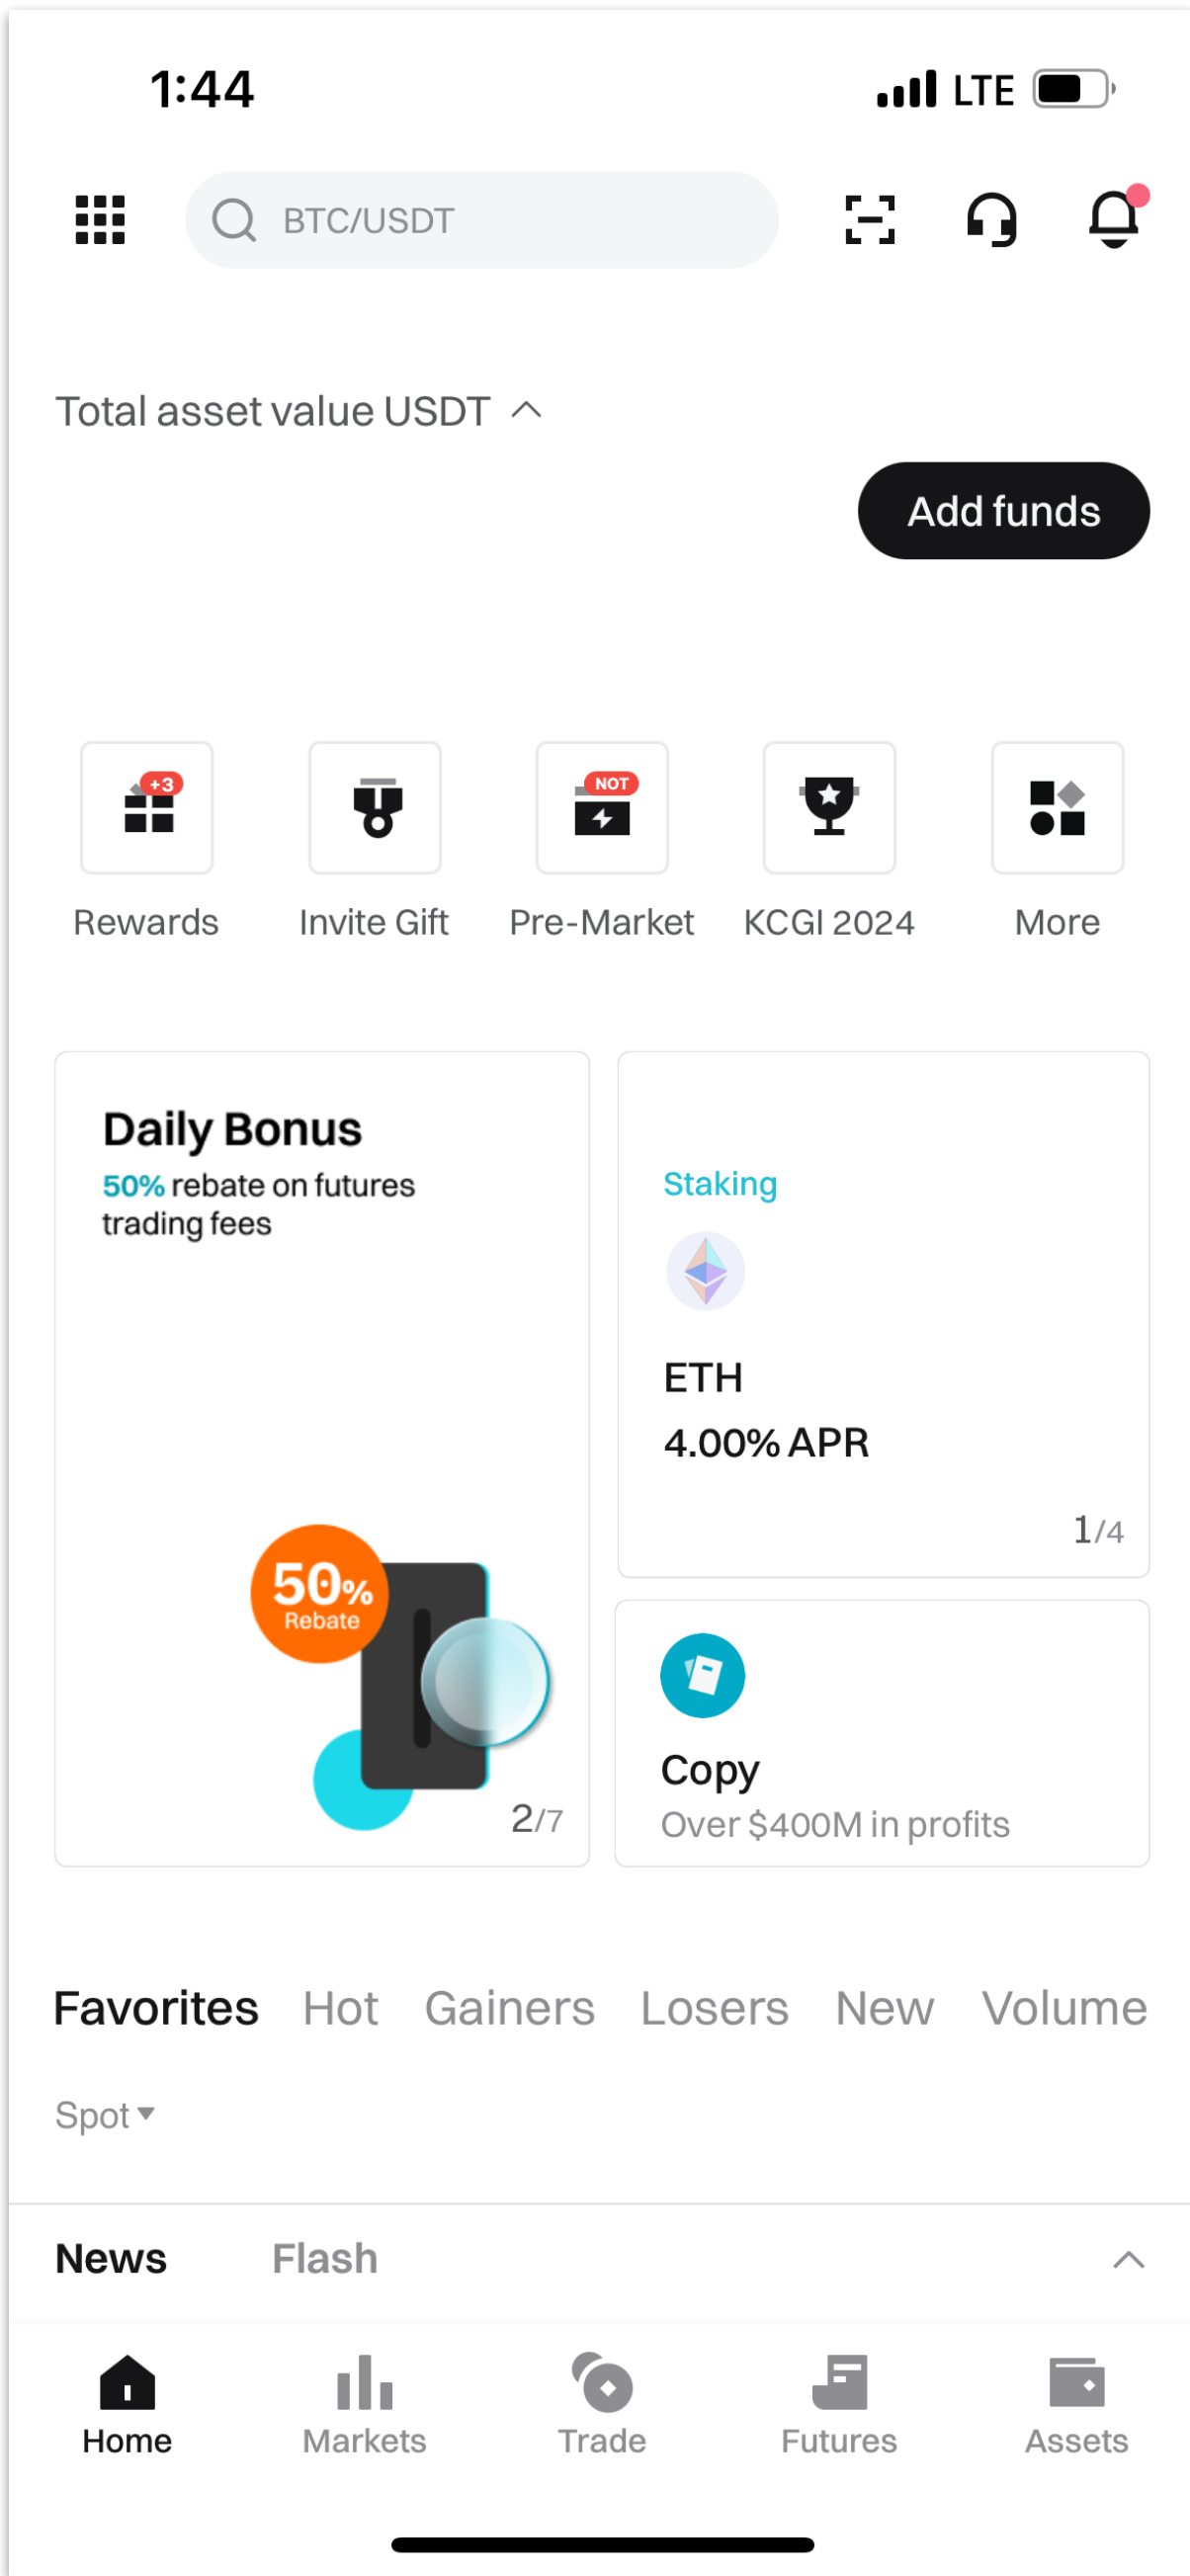 1:44
LTE
BTC/USDT
Total asset value USDT
Add funds
+3
NOT
Rewards
Invite Gift
Pre-Market
KCGI 2024
More
Daily Bonus
50% rebate on futures
trading fees
50%
Rebate
2/7
Staking
ETH
4.00% APR
1/4
Copy
Over $400M in profits
Favorites Hot Gainers Losers New Volume
Spot
News Flash
Home Markets Trade Futures Assets